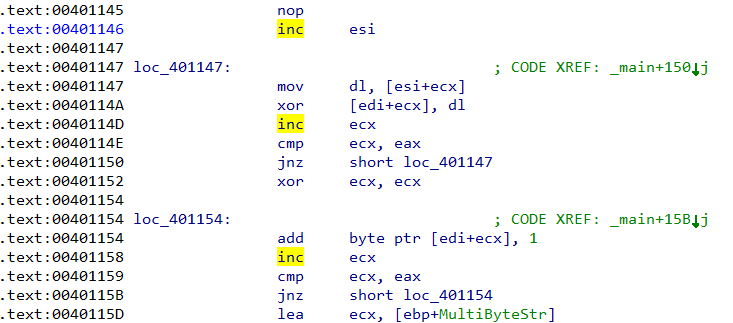 .text:00401145 nop
.text:00401146 inc esi
.text:00401147
.text:00401147 loc_401147: ; CODE XREF: _main+150↓j
.text:00401147 mov dl, [esi+ecx]
.text:0040114A xor [edi+ecx], dl
.text:0040114D inc ecx
.text:0040114E cmp ecx, eax
.text:00401150 jnz short loc_401147
.text:00401152 xor ecx, ecx
.text:00401154
.text:00401154 loc_401154: ; CODE XREF: _main+15B↓j
.text:00401154 add byte ptr [edi+ecx], 1
.text:00401158 inc ecx
.text:00401159 cmp ecx, eax
.text:0040115B jnz short loc_401154
.text:0040115D lea ecx, [ebp+MultiByteStr]